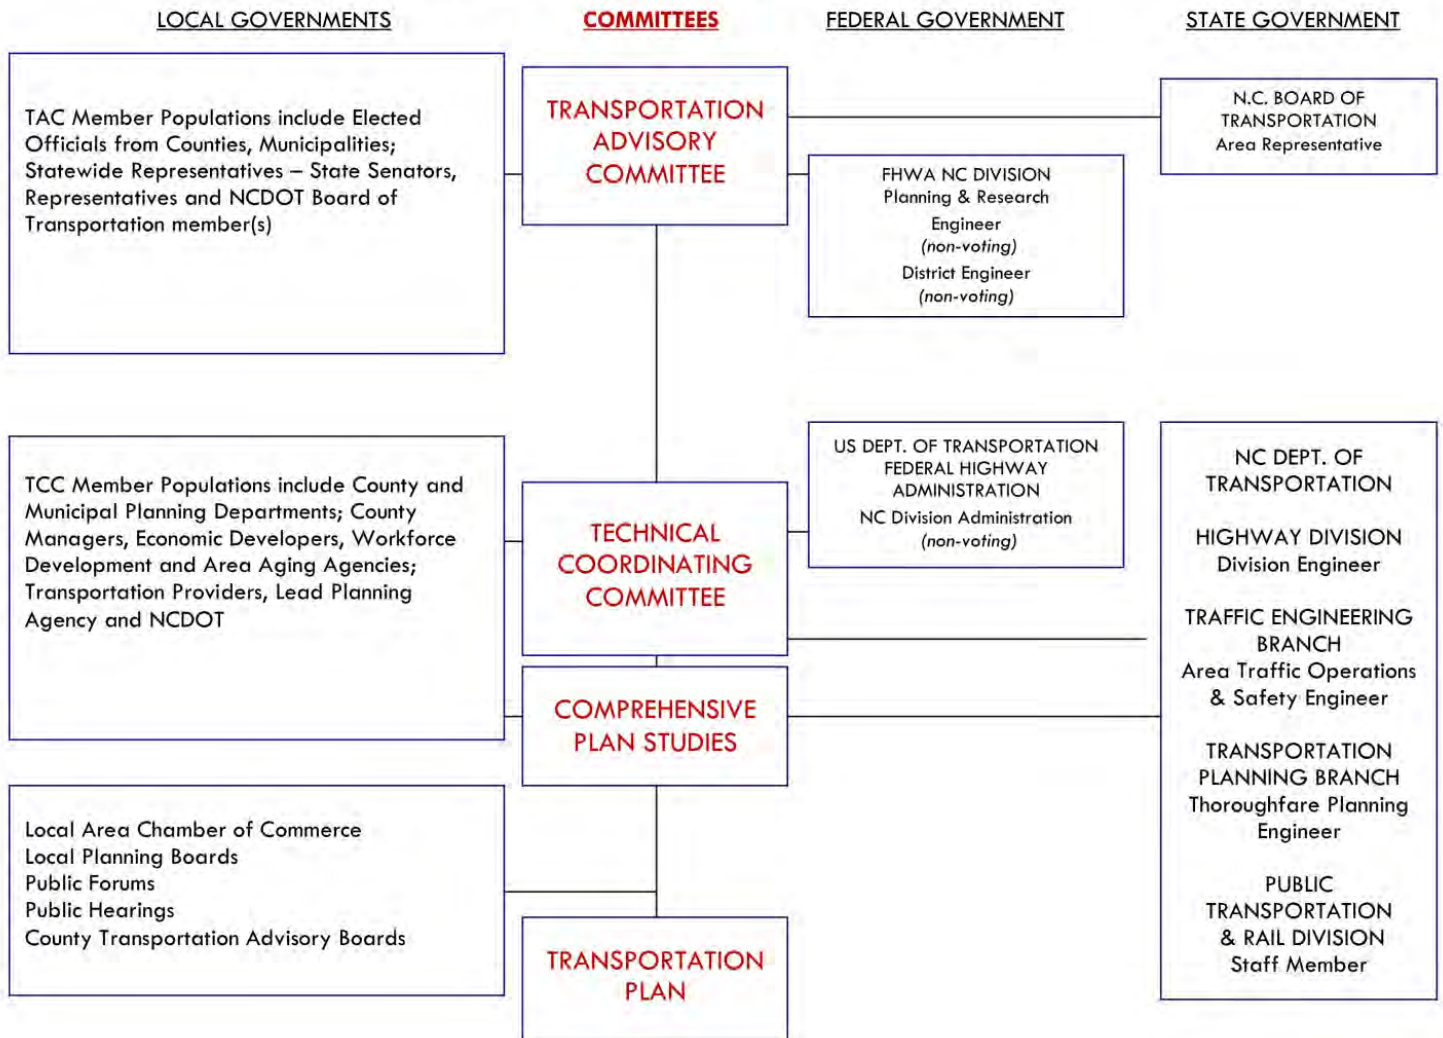 LOCAL GOVERNMENTS
COMMITTEES
FEDERAL GOVERNMENT
STATE GOVERNMENT
TAC Member Populations include Elected
Officials from Counties, Municipalities;
Statewide Representatives – State Senators,
Representatives and NCDOT Board of
Transportation member(s)
TRANSPORTATION
ADVISORY
COMMITTEE
FHWA NC DIVISION
Planning & Research
Engineer
(non-voting)
District Engineer
(non-voting)
N.C. BOARD OF
TRANSPORTATION
Area Representative
TCC Member Populations include County and
Municipal Planning Departments; County
Managers, Economic Developers, Workforce
Development and Area Aging Agencies;
Transportation Providers, Lead Planning
Agency and NCDOT
TECHNICAL
COORDINATING
COMMITTEE
US DEPT. OF TRANSPORTATION
FEDERAL HIGHWAY
ADMINISTRATION
NC Division Administration
(non-voting)
NC DEPT. OF
TRANSPORTATION
HIGHWAY DIVISION
Division Engineer
TRAFFIC ENGINEERING
BRANCH
Area Traffic Operations
& Safety Engineer
TRANSPORTATION
PLANNING BRANCH
Thoroughfare Planning
Engineer
PUBLIC
TRANSPORTATION
& RAIL DIVISION
Staff Member
COMPREHENSIVE
PLAN STUDIES
Local Area Chamber of Commerce
Local Planning Boards
Public Forums
Public Hearings
County Transportation Advisory Boards
TRANSPORTATION
PLAN